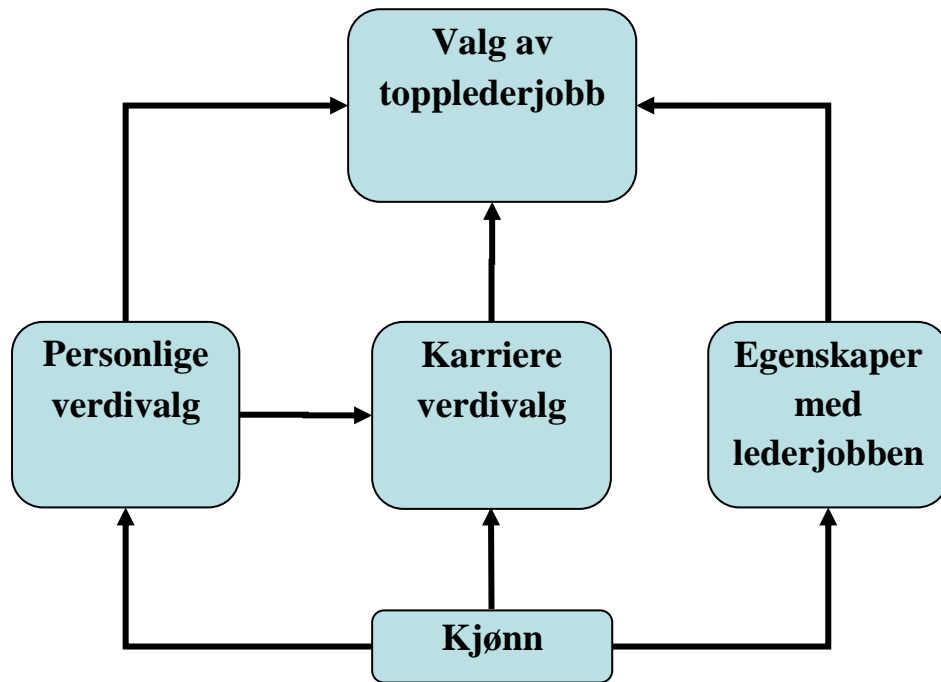 Valg av
topplederjobb
Personlige
verdivalg
Karriere
verdivalg
Egenskaper
med
lederjobben
Kjønn